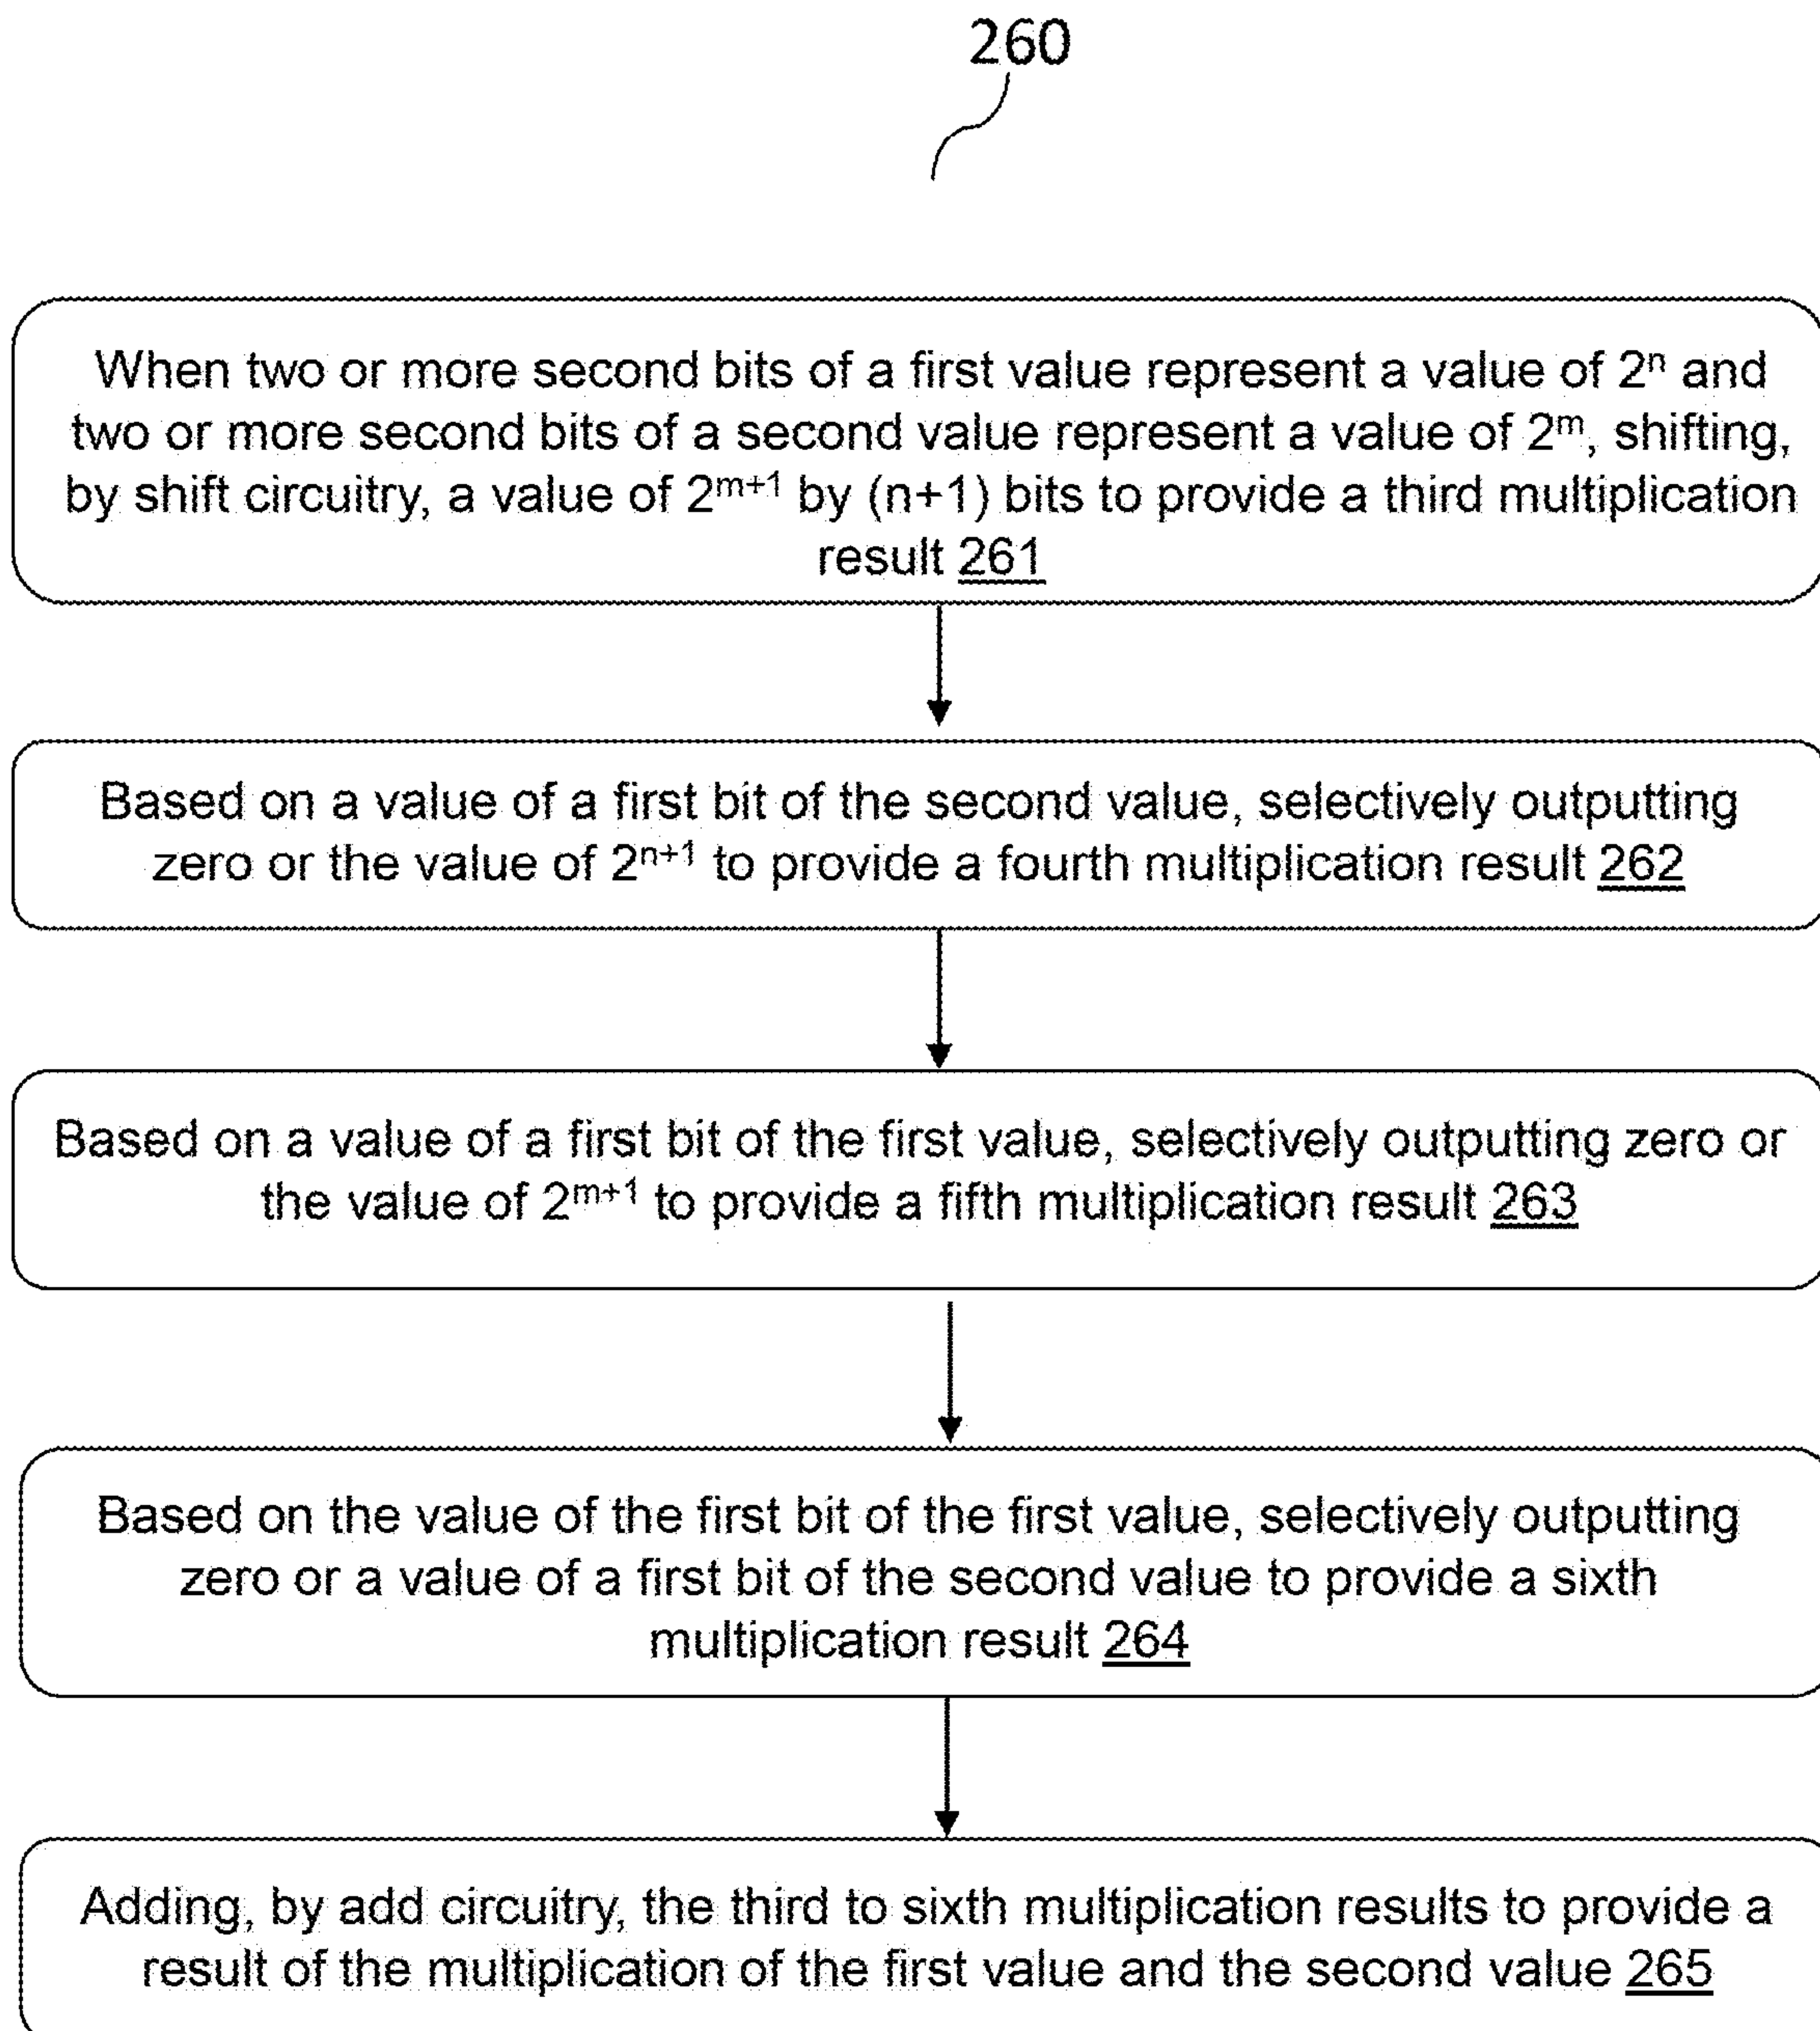 260
When two or more second bits of a first value represent a value of 2ⁿ and
two or more second bits of a second value represent a value of 2ᵐ, shifting,
by shift circuitry, a value of 2ᵐ⁺¹ by (n+1) bits to provide a third multiplication
result 261
Based on a value of a first bit of the second value, selectively outputting
zero or the value of 2ⁿ⁺¹ to provide a fourth multiplication result 262
Based on a value of a first bit of the first value, selectively outputting zero or
the value of 2ᵐ⁺¹ to provide a fifth multiplication result 263
Based on the value of the first bit of the first value, selectively outputting
zero or a value of a first bit of the second value to provide a sixth
multiplication result 264
Adding, by add circuitry, the third to sixth multiplication results to provide a
result of the multiplication of the first value and the second value 265